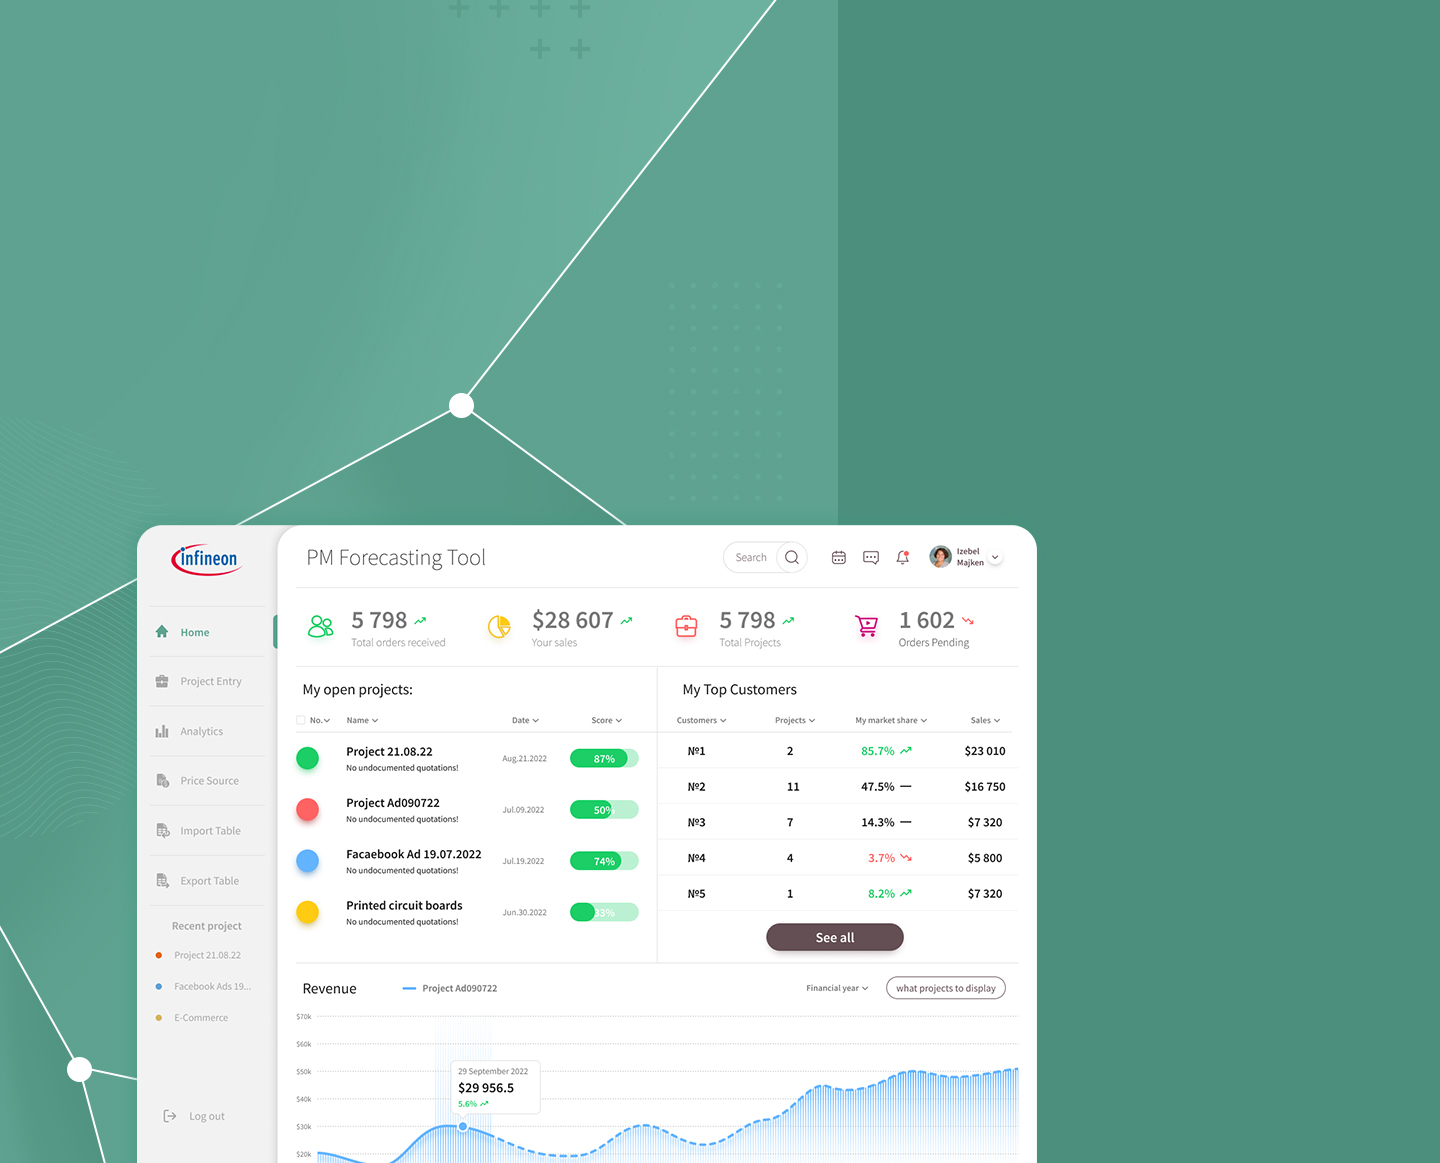 infineon
PM Forecasting Tool
Search
Izebel
Majken
Home
Project Entry
Analytics
Price Source
Import Table
Export Table
Recent project
Project 21.08.22
Facebook Ads 19...
E-Commerce
Log out
5 798
Total orders received
$28 607
Your sales
5 798
Total Projects
1 602
Orders Pending
My open projects:
No. Name Date Score
Project 21.08.22
No undocumented quotations!
Aug.21.2022
87%
Project Ad090722
No undocumented quotations!
Jul.09.2022
50%
Facaebook Ad 19.07.2022
No undocumented quotations!
Jul.19.2022
74%
Printed circuit boards
No undocumented quotations!
Jun.30.2022
33%
My Top Customers
Customers Projects My market share Sales
№1 2 85.7% $23 010
№2 11 47.5% — $16 750
№3 7 14.3% — $7 320
№4 4 3.7% $5 800
№5 1 8.2% $7 320
See all
Revenue
Project Ad090722
Financial year
what projects to display
$70k
$60k
$50k
$40k
$30k
$20k
29 September 2022
$29 956.5
5.6%